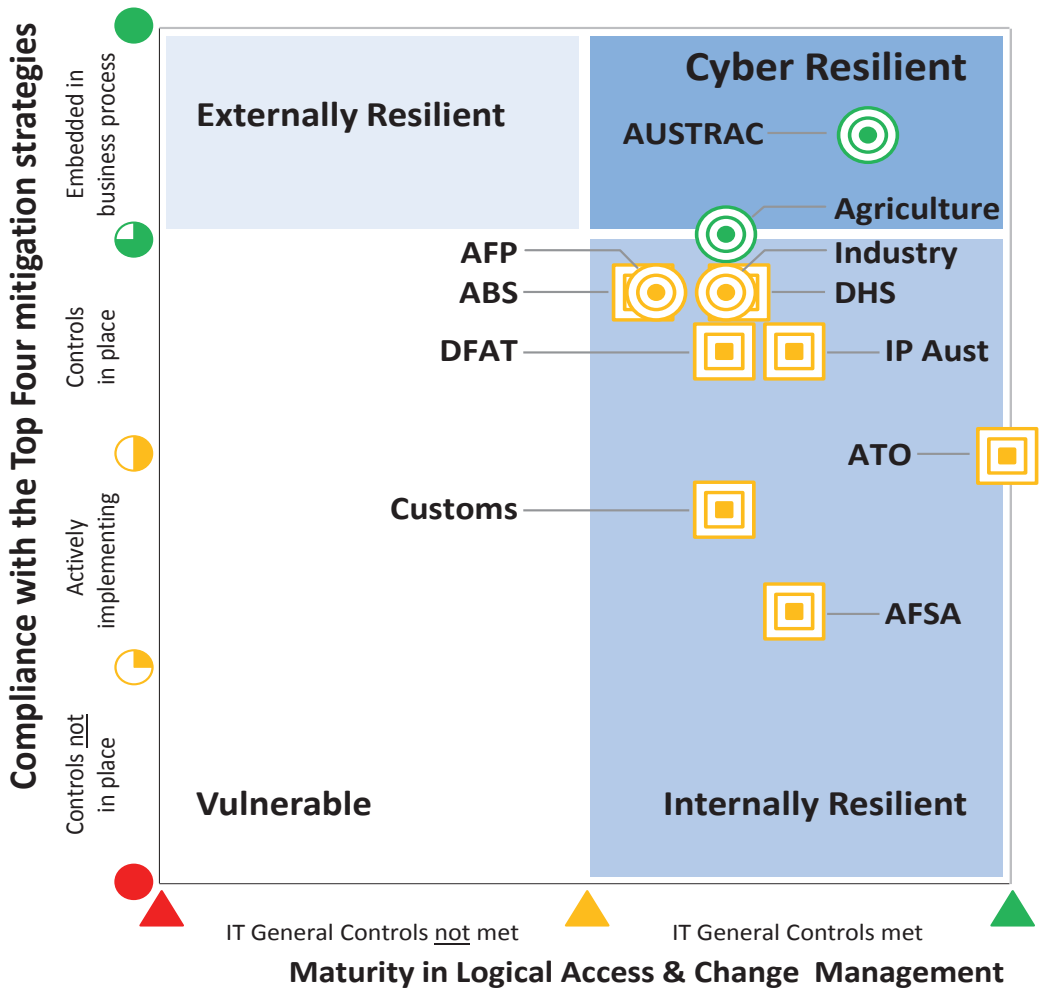 Compliance with the Top Four mitigation strategies
Embedded in
business process
Controls
in place
Actively
implementing
Controls not
in place
Externally Resilient
Cyber Resilient
AUSTRAC
Agriculture
AFP
Industry
ABS
DHS
DFAT
IP Aust
ATO
Customs
AFSA
Vulnerable
Internally Resilient
IT General Controls not met
IT General Controls met
Maturity in Logical Access & Change Management